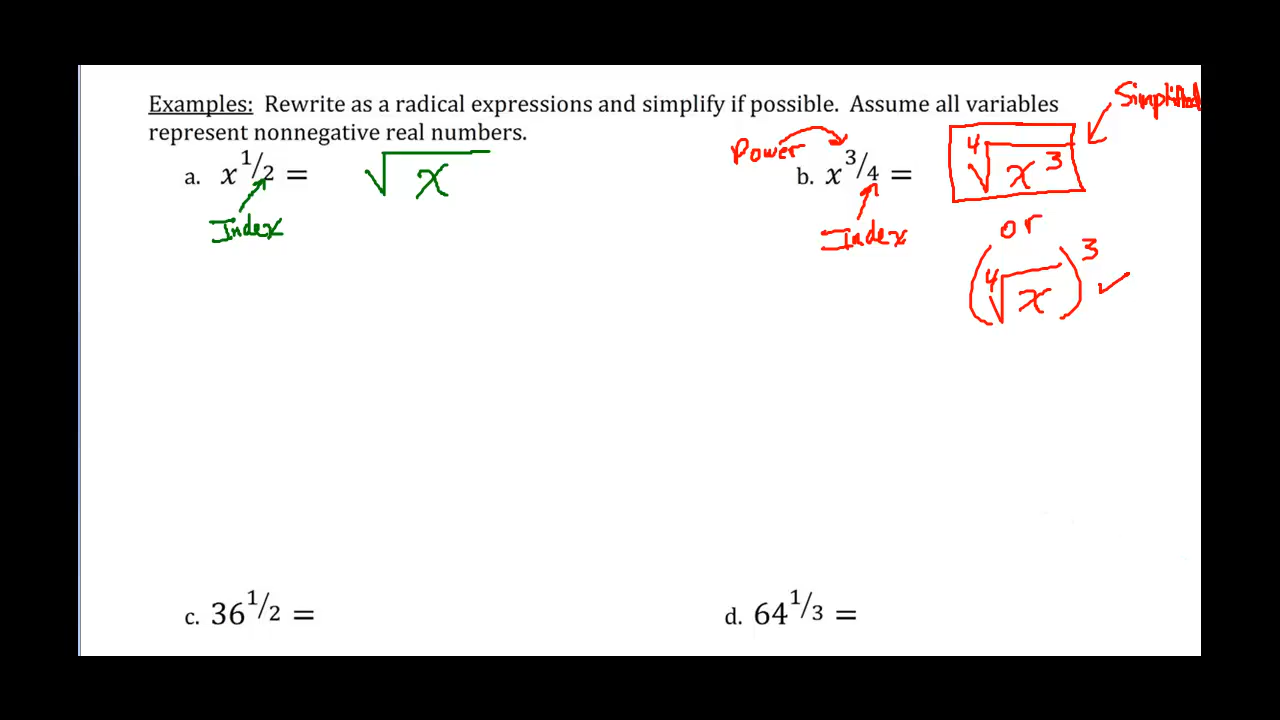 Examples: Rewrite as a radical expressions and simplify if possible. Assume all variables
represent nonnegative real numbers.
Simplified
a. x^1/2 = √x
Index
Power
b. x^3/4 = ⁴√x³
Index
or
(⁴√x)³ ✓
c. 36^1/2 =
d. 64^1/3 =